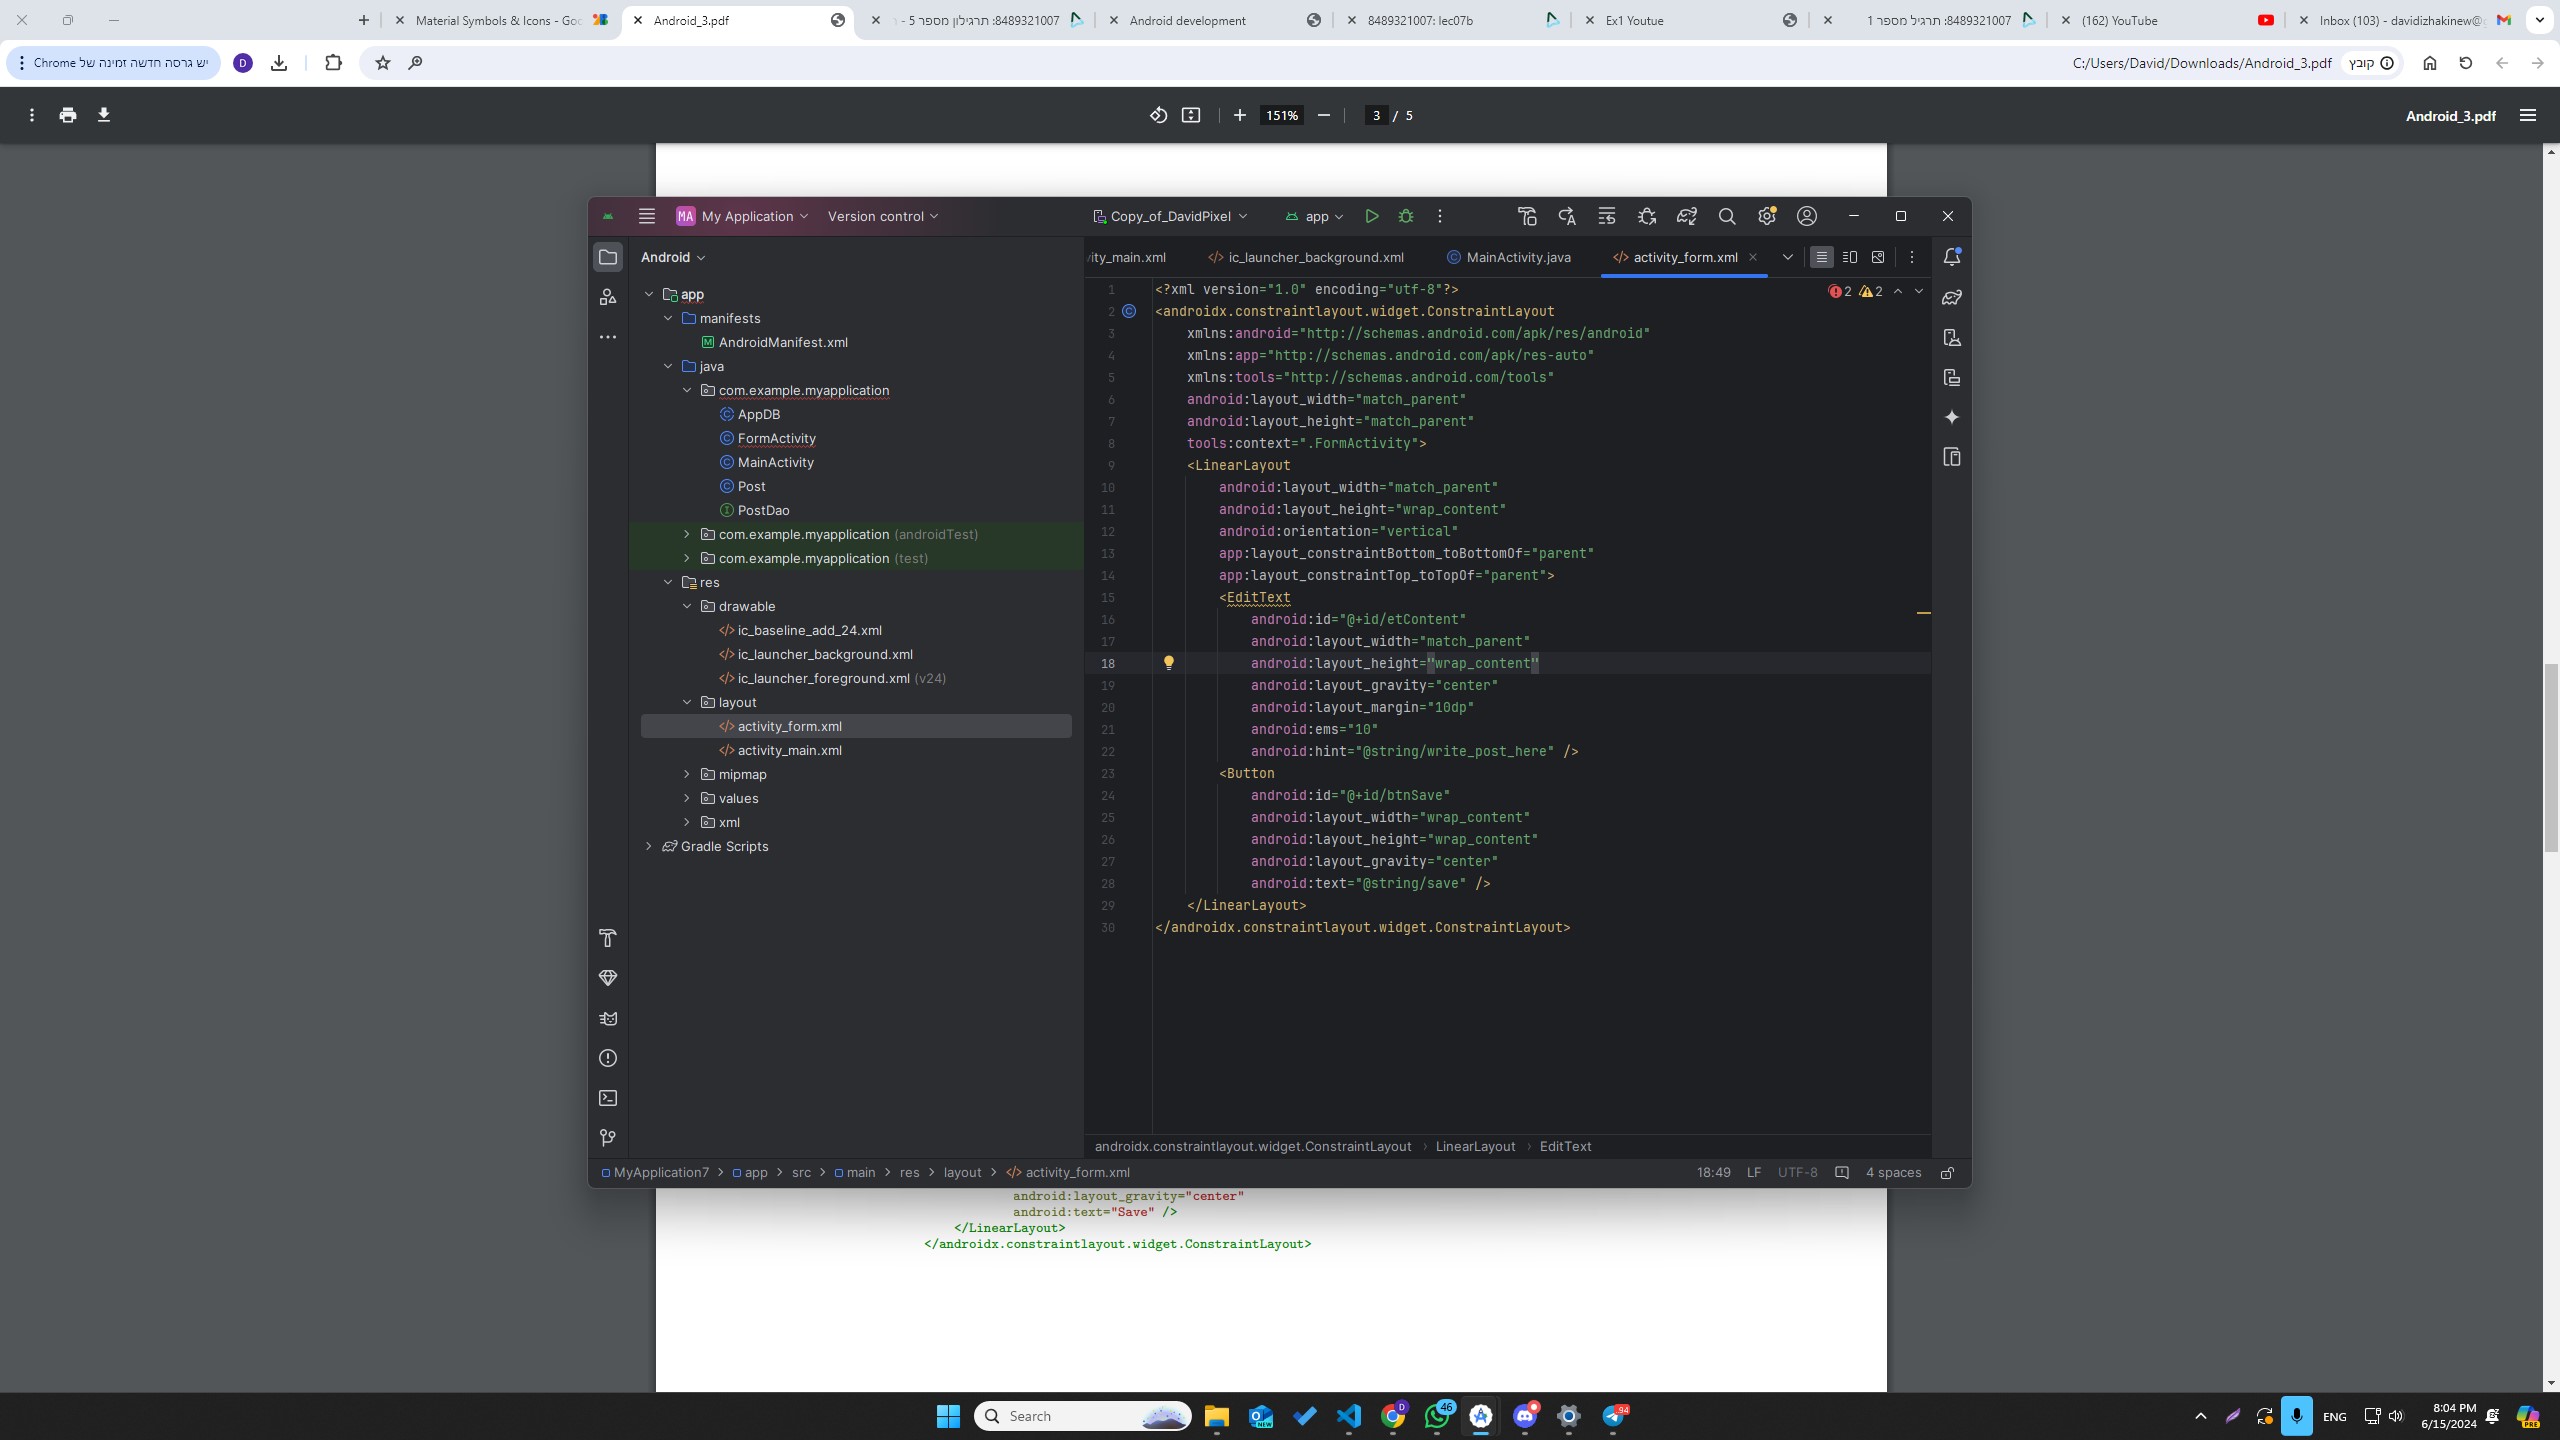 Material Symbols & Icons - Goo
Android_3.pdf
8489321007: תרגילון מספר 5 -
Android development
8489321007: lec07b
Ex1 Youtue
8489321007: תרגיל מספר 1
(162) YouTube
Inbox (103) - davidizhakinew@g
יש גרסה חדשה זמינה של Chrome
D
C:/Users/David/Downloads/Android_3.pdf
קובץ
151%
3 / 5
Android_3.pdf
MA My Application
Version control
Copy_of_DavidPixel
app
Android
ity_main.xml
ic_launcher_background.xml
MainActivity.java
activity_form.xml
app
manifests
AndroidManifest.xml
java
com.example.myapplication
AppDB
FormActivity
MainActivity
Post
PostDao
com.example.myapplication (androidTest)
com.example.myapplication (test)
res
drawable
ic_baseline_add_24.xml
ic_launcher_background.xml
ic_launcher_foreground.xml (v24)
layout
activity_form.xml
activity_main.xml
mipmap
values
xml
Gradle Scripts
2 2
1 <?xml version="1.0" encoding="utf-8"?>
2 <androidx.constraintlayout.widget.ConstraintLayout
3 xmlns:android="http://schemas.android.com/apk/res/android"
4 xmlns:app="http://schemas.android.com/apk/res-auto"
5 xmlns:tools="http://schemas.android.com/tools"
6 android:layout_width="match_parent"
7 android:layout_height="match_parent"
8 tools:context=".FormActivity">
9 <LinearLayout
10 android:layout_width="match_parent"
11 android:layout_height="wrap_content"
12 android:orientation="vertical"
13 app:layout_constraintBottom_toBottomOf="parent"
14 app:layout_constraintTop_toTopOf="parent">
15 <EditText
16 android:id="@+id/etContent"
17 android:layout_width="match_parent"
18 android:layout_height="wrap_content"
19 android:layout_gravity="center"
20 android:layout_margin="10dp"
21 android:ems="10"
22 android:hint="@string/write_post_here" />
23 <Button
24 android:id="@+id/btnSave"
25 android:layout_width="wrap_content"
26 android:layout_height="wrap_content"
27 android:layout_gravity="center"
28 android:text="@string/save" />
29 </LinearLayout>
30 </androidx.constraintlayout.widget.ConstraintLayout>
androidx.constraintlayout.widget.ConstraintLayout › LinearLayout › EditText
MyApplication7 > app > src > main > res > layout > activity_form.xml
18:49 LF UTF-8 4 spaces
android:layout_gravity="center"
android:text="Save" />
</LinearLayout>
</androidx.constraintlayout.widget.ConstraintLayout>
Search
NEW
D
46
94
ENG
8:04 PM
6/15/2024
PRE